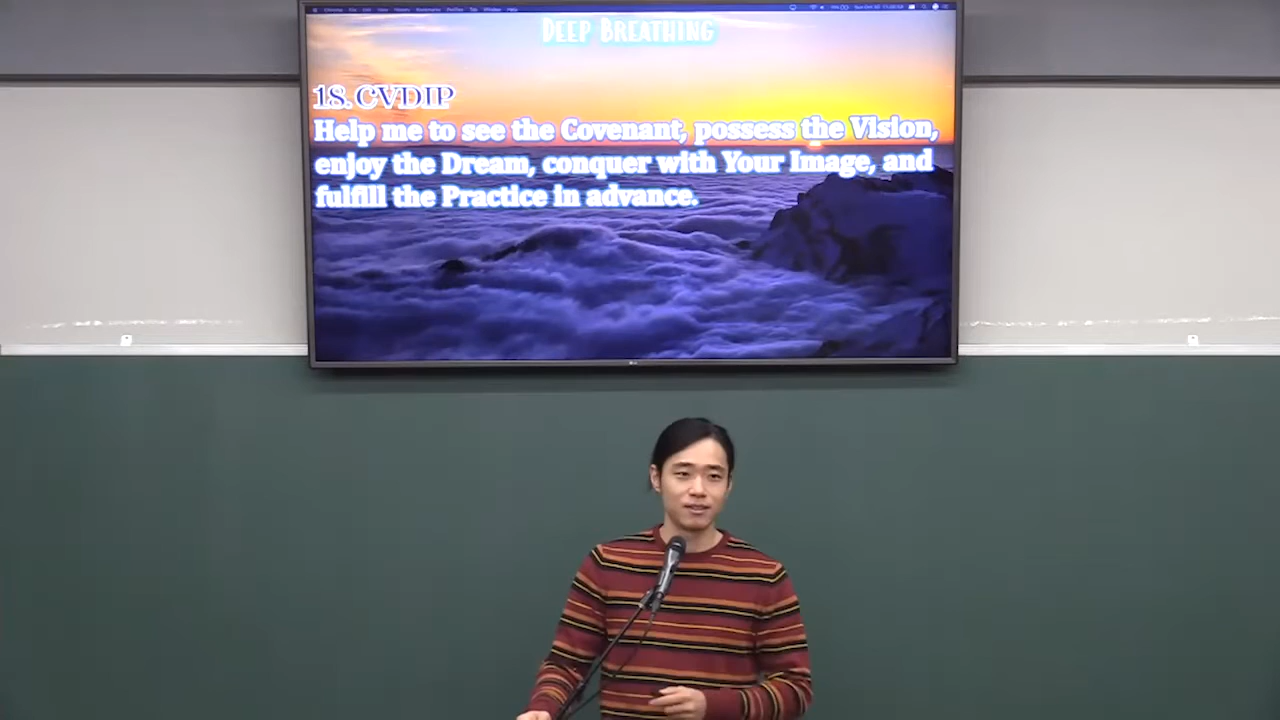 DEEP BREATHING
18. CVDIP
Help me to see the Covenant, possess the Vision,
enjoy the Dream, conquer with Your Image, and
fulfill the Practice in advance.